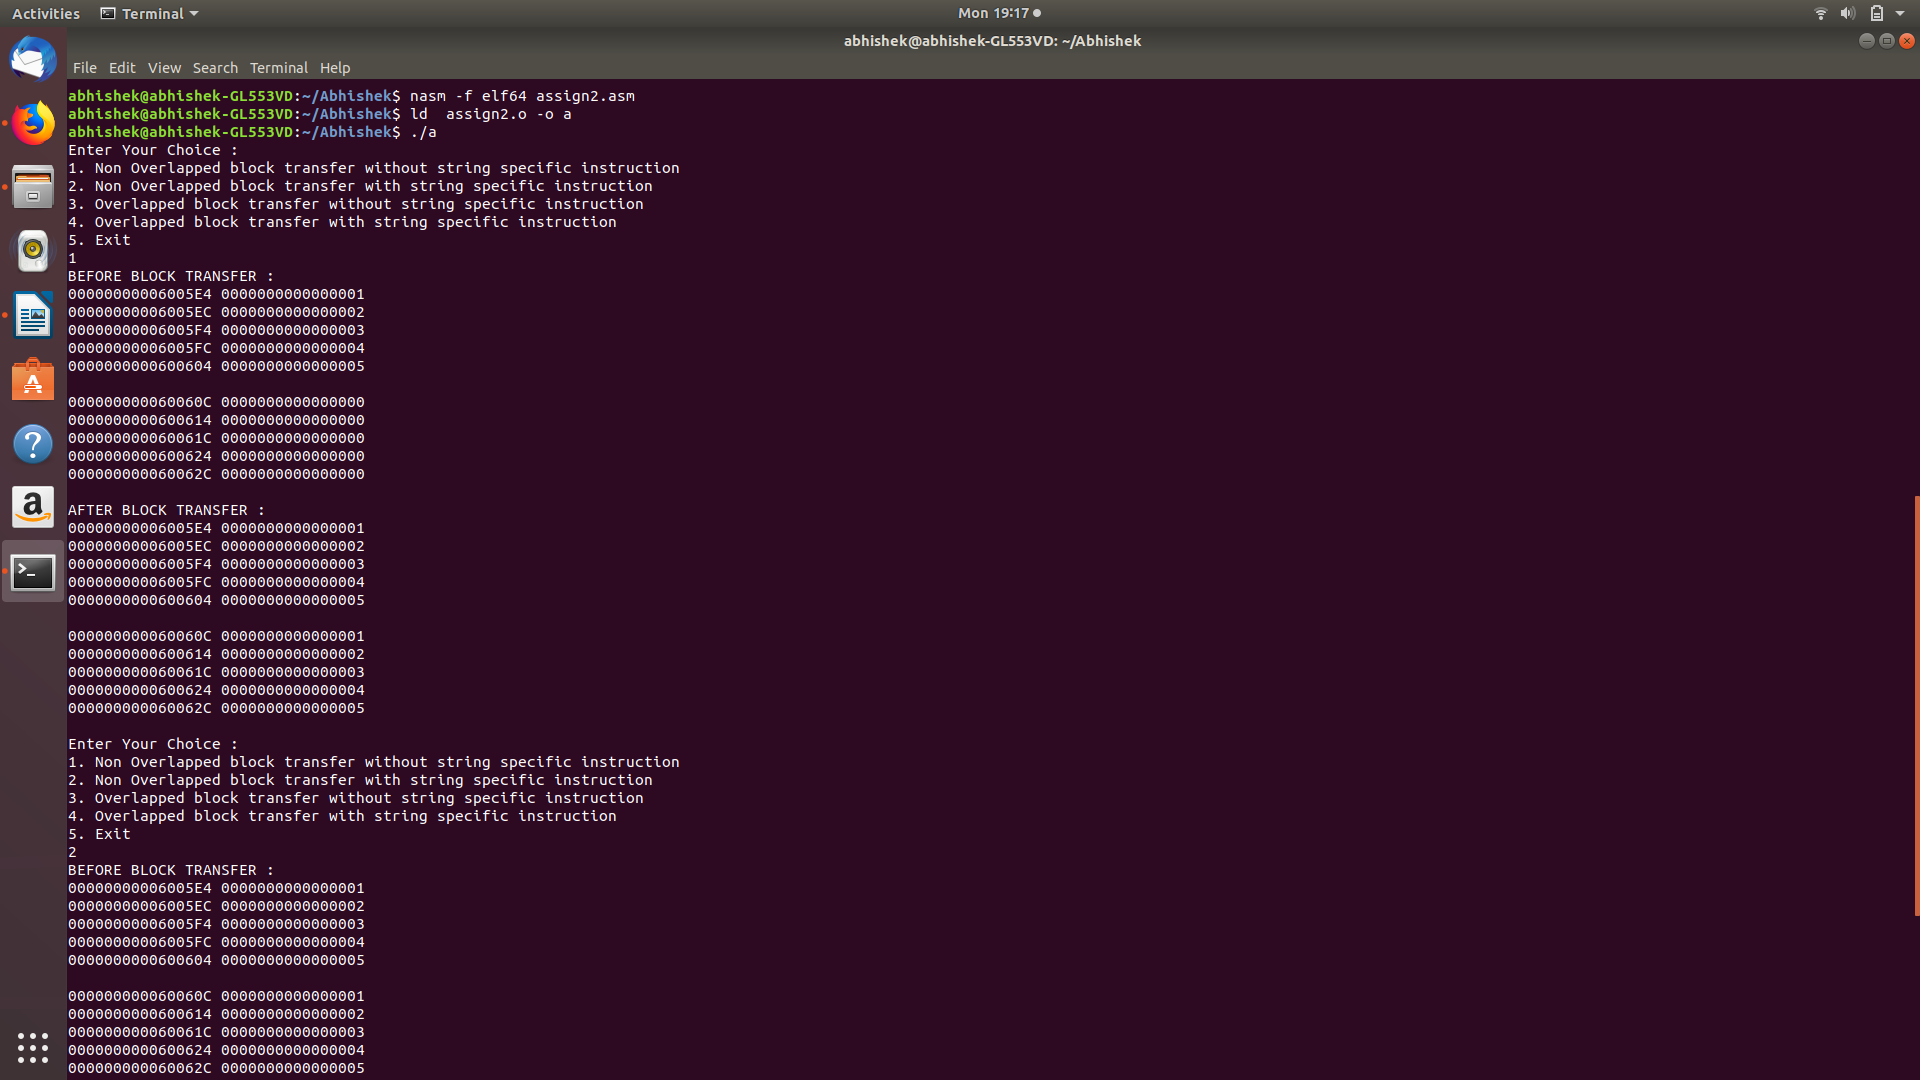 Activities Terminal Mon 19:17
abhishek@abhishek-GL553VD: ~/Abhishek
File Edit View Search Terminal Help
abhishek@abhishek-GL553VD:~/Abhishek$ nasm -f elf64 assign2.asm
abhishek@abhishek-GL553VD:~/Abhishek$ ld  assign2.o -o a
abhishek@abhishek-GL553VD:~/Abhishek$ ./a
Enter Your Choice :
1. Non Overlapped block transfer without string specific instruction
2. Non Overlapped block transfer with string specific instruction
3. Overlapped block transfer without string specific instruction
4. Overlapped block transfer with string specific instruction
5. Exit
1
BEFORE BLOCK TRANSFER :
00000000006005E4 0000000000000001
00000000006005EC 0000000000000002
00000000006005F4 0000000000000003
00000000006005FC 0000000000000004
0000000000600604 0000000000000005

000000000060060C 0000000000000000
0000000000600614 0000000000000000
000000000060061C 0000000000000000
0000000000600624 0000000000000000
000000000060062C 0000000000000000

AFTER BLOCK TRANSFER :
00000000006005E4 0000000000000001
00000000006005EC 0000000000000002
00000000006005F4 0000000000000003
00000000006005FC 0000000000000004
0000000000600604 0000000000000005

000000000060060C 0000000000000001
0000000000600614 0000000000000002
000000000060061C 0000000000000003
0000000000600624 0000000000000004
000000000060062C 0000000000000005

Enter Your Choice :
1. Non Overlapped block transfer without string specific instruction
2. Non Overlapped block transfer with string specific instruction
3. Overlapped block transfer without string specific instruction
4. Overlapped block transfer with string specific instruction
5. Exit
2
BEFORE BLOCK TRANSFER :
00000000006005E4 0000000000000001
00000000006005EC 0000000000000002
00000000006005F4 0000000000000003
00000000006005FC 0000000000000004
0000000000600604 0000000000000005

000000000060060C 0000000000000001
0000000000600614 0000000000000002
000000000060061C 0000000000000003
0000000000600624 0000000000000004
000000000060062C 0000000000000005